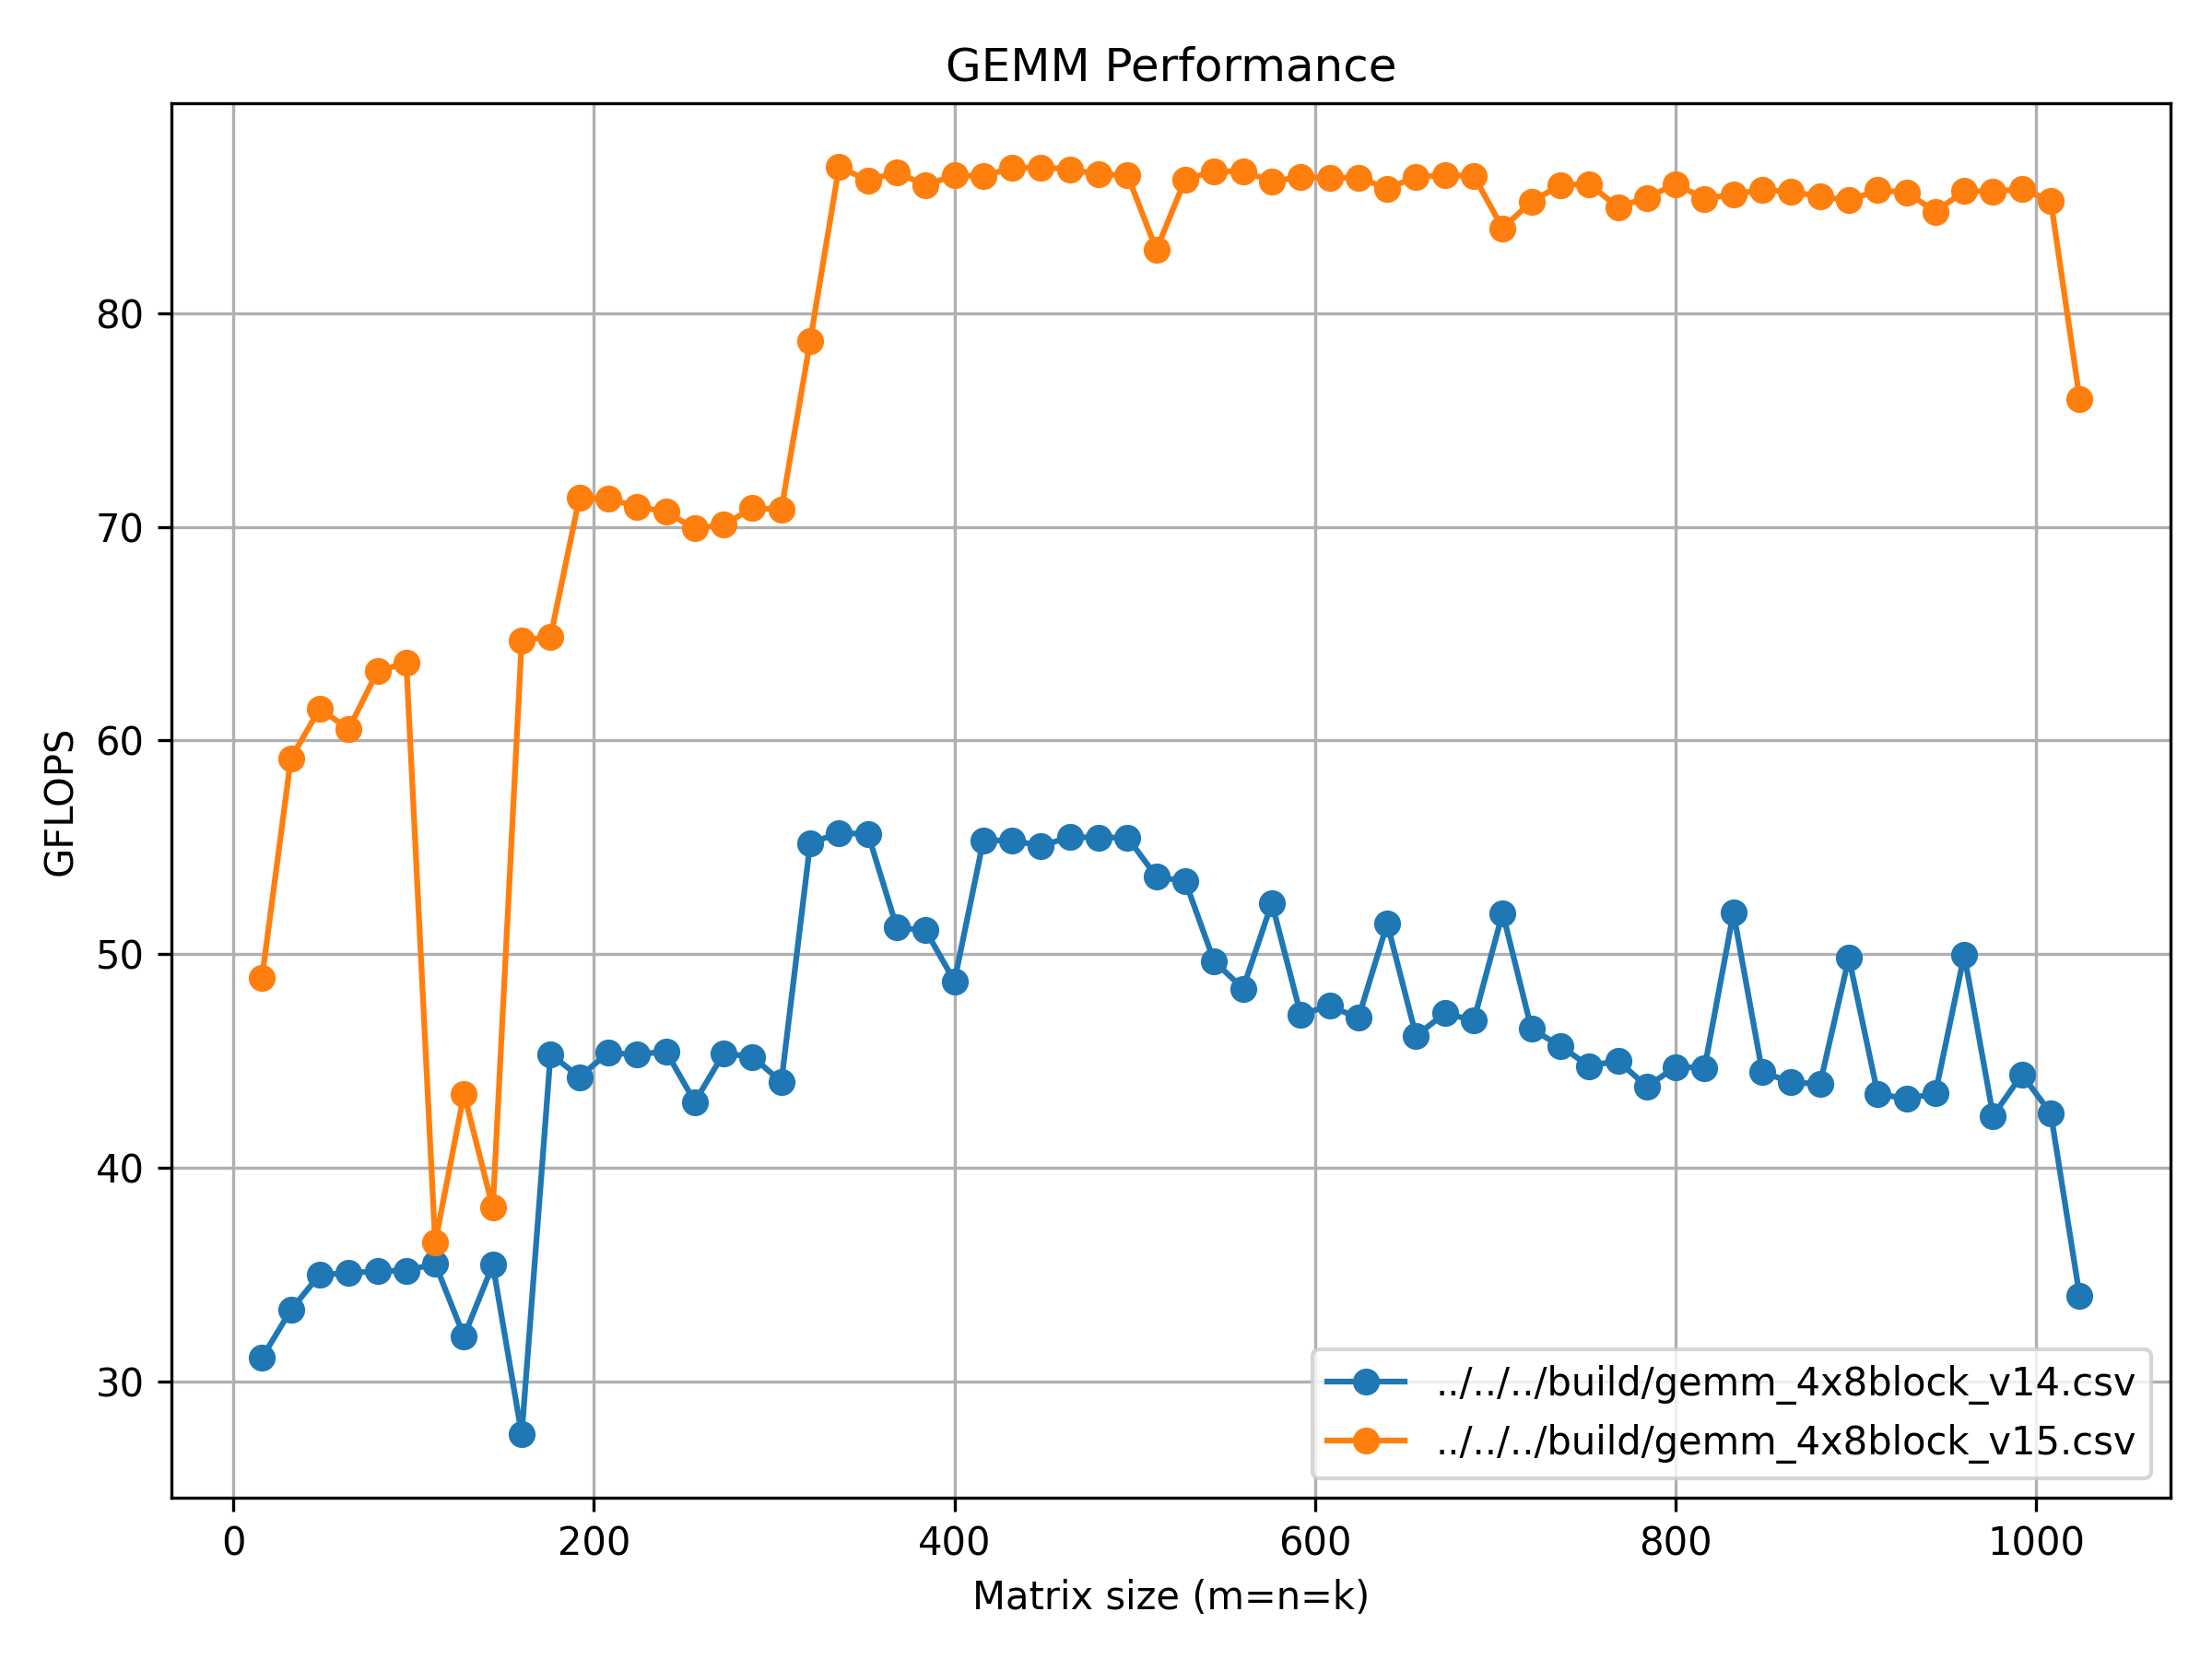 GEMM Performance
GFLOPS
80
70
60
50
40
30
0 200 400 600 800 1000
Matrix size (m=n=k)
../../../build/gemm_4x8block_v14.csv
../../../build/gemm_4x8block_v15.csv